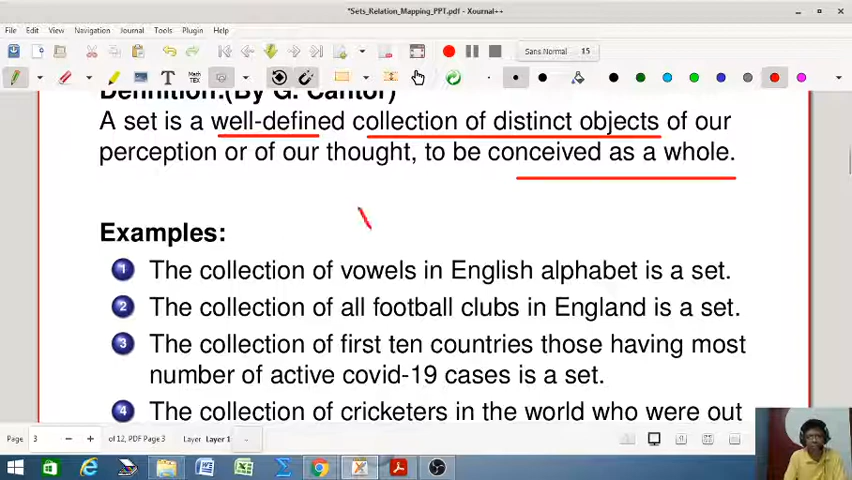 *Sets_Relation_Mapping_PPT.pdf - Xournal++
File Edit View Navigation Journal Tools Plugin Help
T Math TEX Sans Normal 15
Definition:(By G. Cantor)
A set is a well-defined collection of distinct objects of our
perception or of our thought, to be conceived as a whole.
Examples:
1 The collection of vowels in English alphabet is a set.
2 The collection of all football clubs in England is a set.
3 The collection of first ten countries those having most
number of active covid-19 cases is a set.
4 The collection of cricketers in the world who were out
Page 3 of 12, PDF Page 3 Layer Layer 1